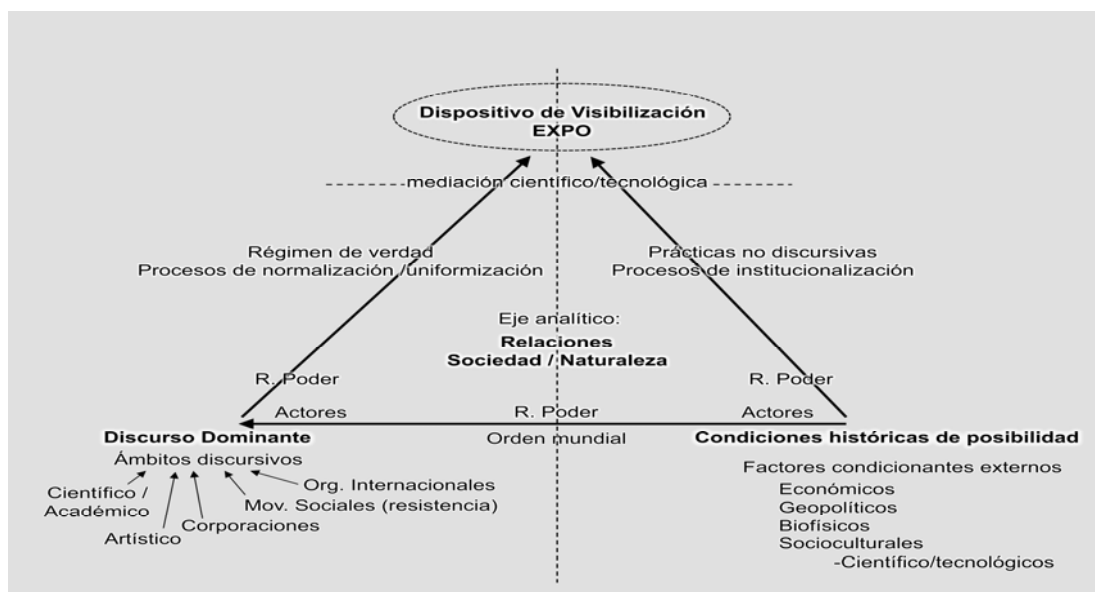 Dispositivo de Visibilización
EXPO
mediación científico/tecnológica
Régimen de verdad
Procesos de normalización /uniformización
Prácticas no discursivas
Procesos de institucionalización
Eje analítico:
Relaciones
Sociedad / Naturaleza
R. Poder
R. Poder
Actores
R. Poder
Actores
Discurso Dominante
Orden mundial
Condiciones históricas de posibilidad
Ámbitos discursivos
Científico /
Académico
Artístico
Corporaciones
Mov. Sociales (resistencia)
Org. Internacionales
Factores condicionantes externos
Económicos
Geopolíticos
Biofísicos
Socioculturales
-Científico/tecnológicos